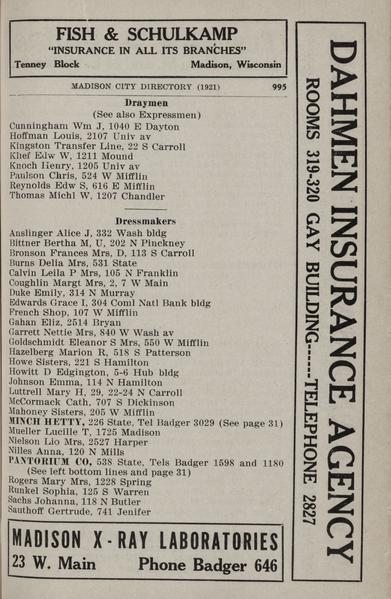 FISH & SCHULKAMP
"INSURANCE IN ALL ITS BRANCHES"
Tenney Block Madison, Wisconsin
MADISON CITY DIRECTORY (1921) 995
Draymen
(See also Expressmen)
Cunningham Wm J, 1040 E Dayton
Hoffman Louis, 2107 Univ av
Kingston Transfer Line, 22 S Carroll
Klief Edw W, 1211 Mound
Knoch Henry, 1205 Univ av
Paulson Chris, 524 W Mifflin
Reynolds Edw S, 616 E Mifflin
Thomas Michl W, 1207 Chandler
Dressmakers
Anslinger Alice J, 332 Wash bldg
Bittner Bertha M, U, 202 N Pinckney
Bronson Frances Mrs, D, 113 S Carroll
Burns Delia Mrs, 531 State
Calvin Leila P Mrs, 105 N Franklin
Coughlin Margt Mrs, 2, 7 W Main
Duke Emily, 314 N Murray
Edwards Grace I, 304 Coml Natl Bank bldg
French Shop, 107 W Mifflin
Gahan Eliz, 2514 Bryan
Garrett Nettie Mrs, 840 W Wash av
Goldschmidt Eleanor S Mrs, 550 W Mifflin
Hazelberg Marion R, 518 S Patterson
Howe Sisters, 221 S Hamilton
Howitt D Edgington, 5-6 Hub bldg
Johnson Emma, 114 N Hamilton
Luttrell Mary H, 29, 22-24 N Carroll
McCormack Cath, 707 S Dickinson
Mahoney Sisters, 205 W Mifflin
MINCH HETTY, 226 State, Tel Badger 3029 (See page 31)
Mueller Lucille T, 1725 Madison
Nielson Lio Mrs, 2527 Harper
Nilles Anna, 120 N Mills
PANTORIUM CO, 538 State, Tels Badger 1598 and 1180
(See left bottom lines and page 31)
Rogers Mary Mrs, 1228 Spring
Runkel Sophia, 125 S Warren
Sachs Johanna, 118 N Butler
Sauthoff Gertrude, 741 Jenifer
MADISON X-RAY LABORATORIES
23 W. Main Phone Badger 646
DAHMEN INSURANCE AGENCY
ROOMS 319-320 GAY BUILDING------TELEPHONE 2827